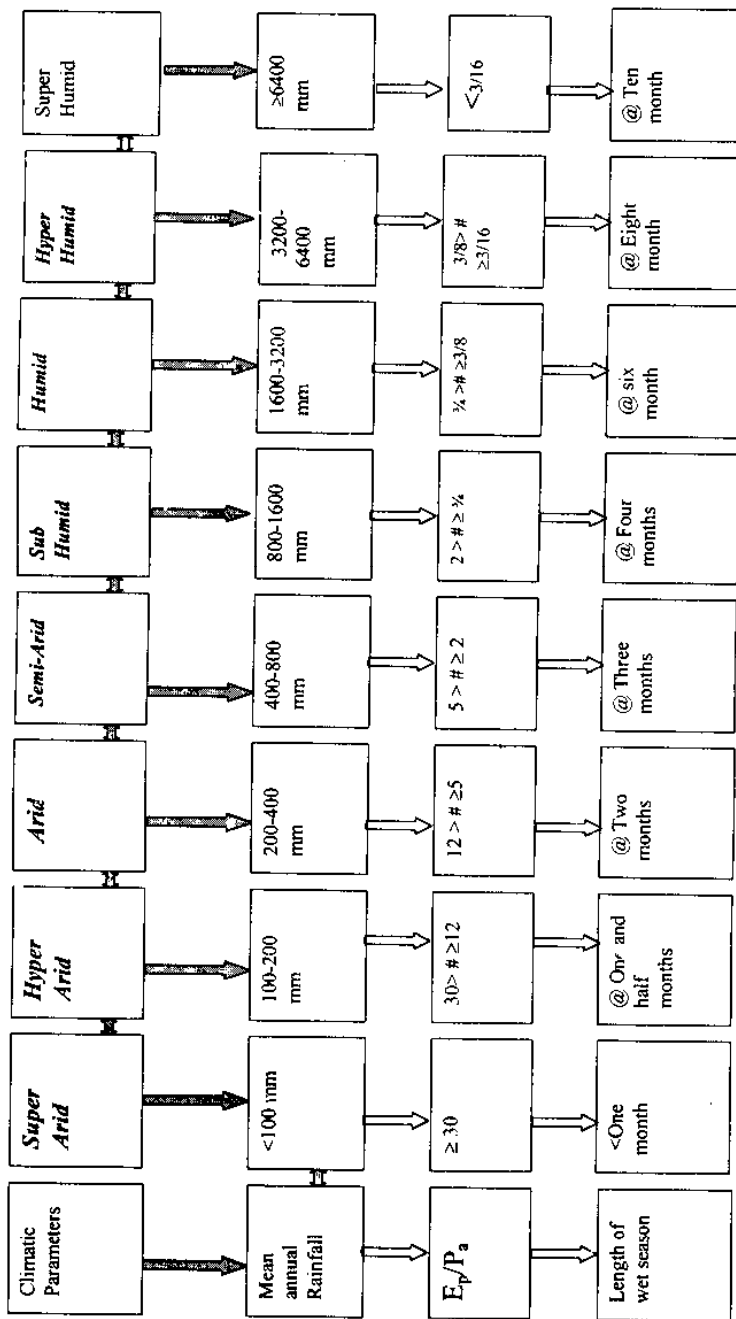 Climatic
Parameters
Super
Arid
Hyper
Arid
Arid
Semi-Arid
Sub
Humid
Humid
Hyper
Humid
Super
Humid
Mean
annual
Rainfall
<100 mm
100-200
mm
200-400
mm
400-800
mm
800-1600
mm
1600-3200
mm
3200-
6400
mm
≥6400
mm
Ep/Pa
≥ 30
30> # ≥12
12 > # ≥5
5 > # ≥ 2
2 > # ≥ ¾
¾ ># ≥3/8
3/8> #
≥3/16
<3/16
Length of
wet season
<One
month
@ One and
half
months
@ Two
months
@ Three
months
@ Four
months
@ six
month
@ Eight
month
@ Ten
month